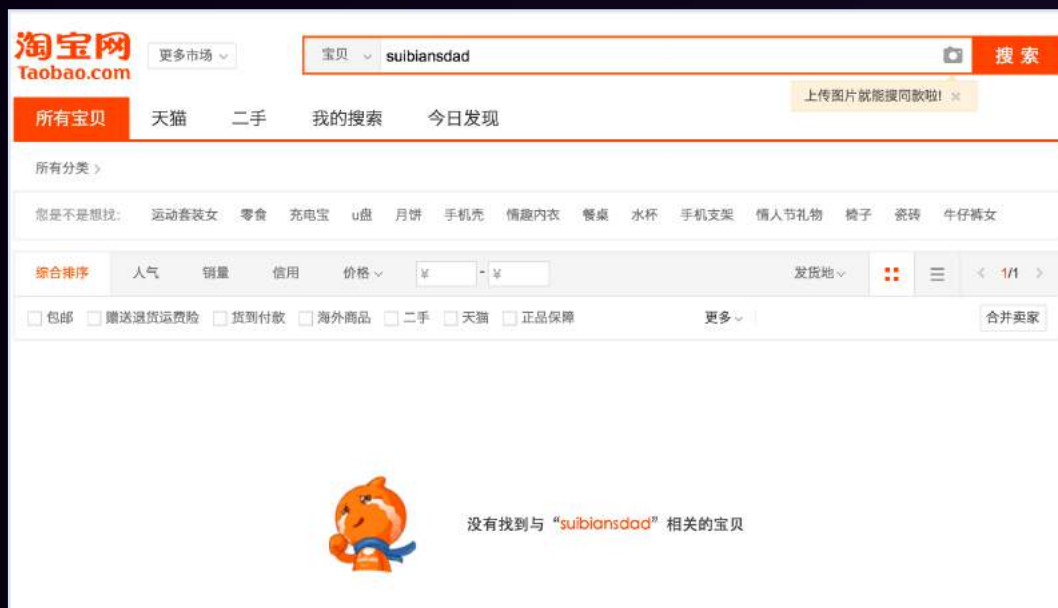 淘宝网
Taobao.com
更多市场
宝贝 suibiansdad 搜索
上传图片就能搜同款啦! ×
所有宝贝 天猫 二手 我的搜索 今日发现
所有分类 >
您是不是想找: 运动套装女 零食 充电宝 u盘 月饼 手机壳 情趣内衣 餐桌 水杯 手机支架 情人节礼物 椅子 瓷砖 牛仔裤女
综合排序 人气 销量 信用 价格 ¥ - ¥ 发货地 < 1/1 >
包邮 赠送退货运费险 货到付款 海外商品 二手 天猫 正品保障 更多 合并卖家
没有找到与“suibiansdad”相关的宝贝